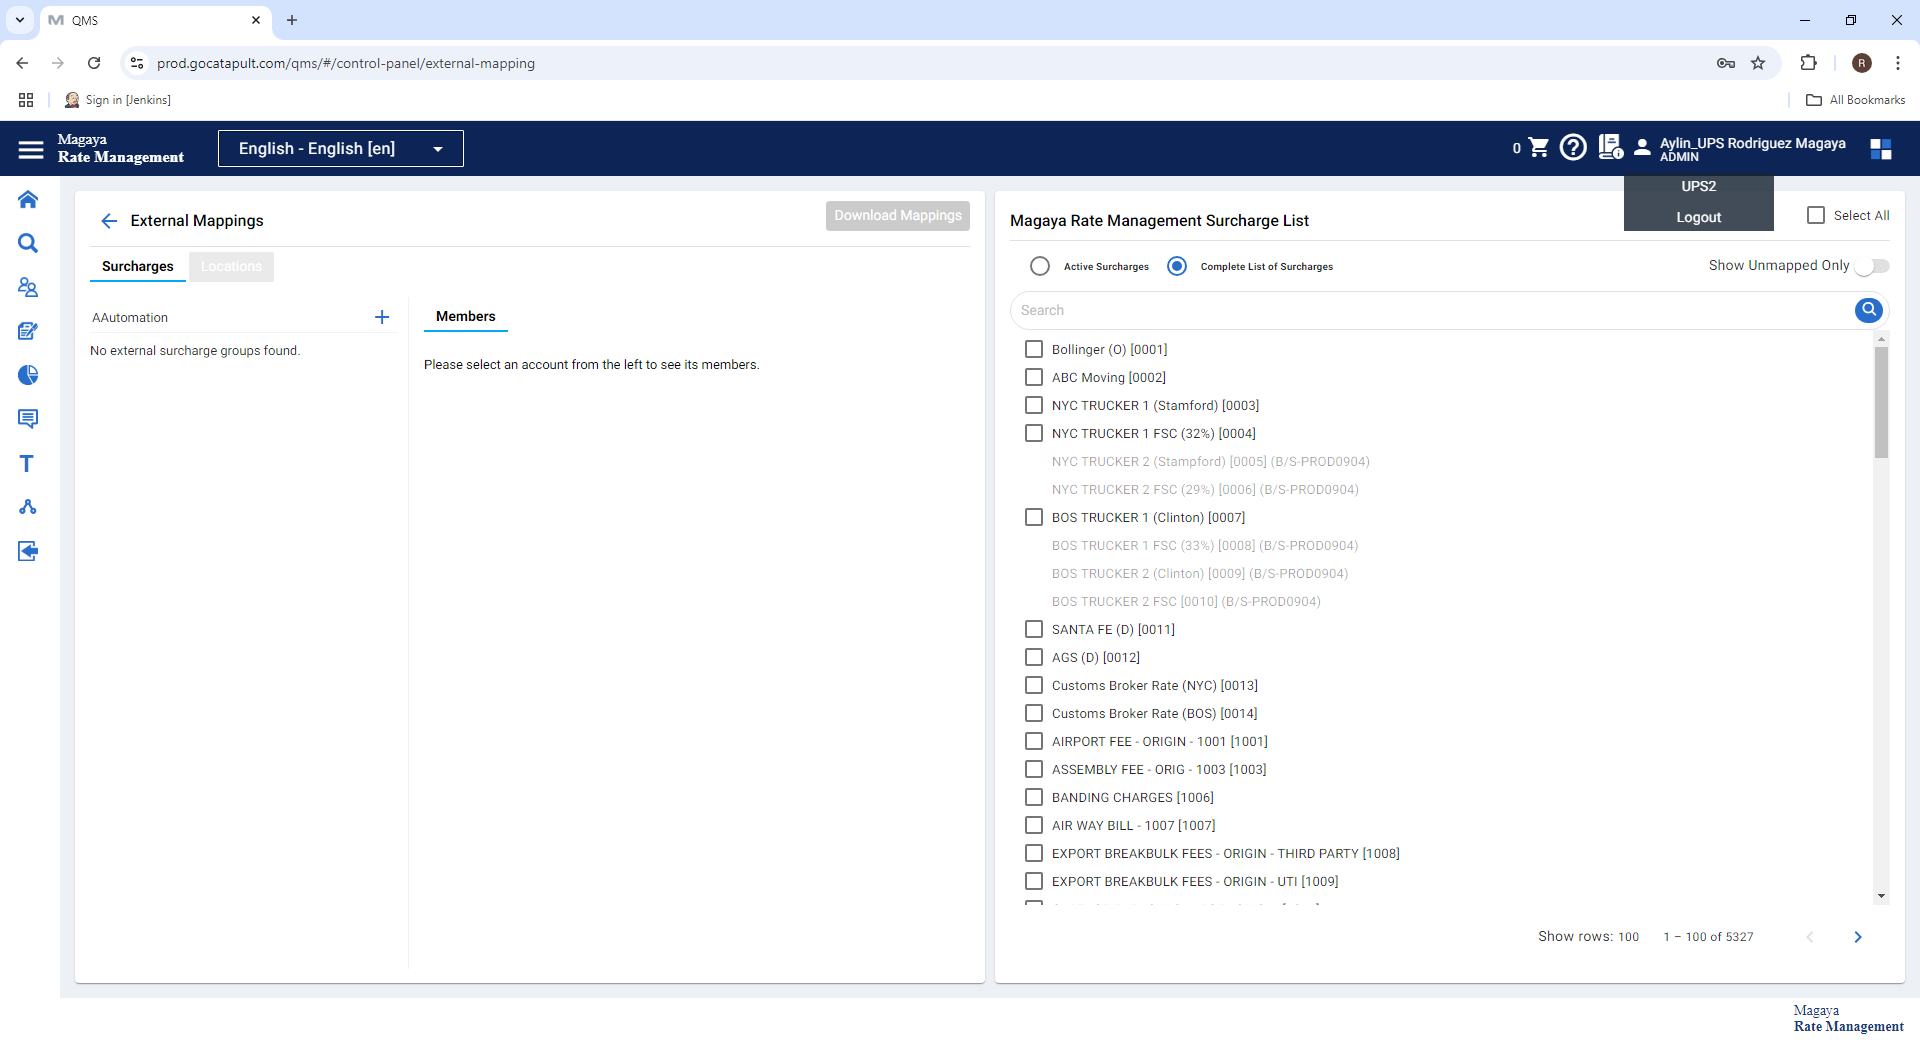 QMS
prod.gocatapult.com/qms/#/control-panel/external-mapping
R
Sign in [Jenkins]
All Bookmarks
Magaya
Rate Management
English - English [en]
0
Aylin_UPS Rodriguez Magaya
ADMIN
UPS2
Logout
External Mappings
Download Mappings
Surcharges
Locations
AAutomation
No external surcharge groups found.
Members
Please select an account from the left to see its members.
Magaya Rate Management Surcharge List
Select All
Active Surcharges
Complete List of Surcharges
Show Unmapped Only
Search
Bollinger (O) [0001]
ABC Moving [0002]
NYC TRUCKER 1 (Stamford) [0003]
NYC TRUCKER 1 FSC (32%) [0004]
NYC TRUCKER 2 (Stampford) [0005] (B/S-PROD0904)
NYC TRUCKER 2 FSC (29%) [0006] (B/S-PROD0904)
BOS TRUCKER 1 (Clinton) [0007]
BOS TRUCKER 1 FSC (33%) [0008] (B/S-PROD0904)
BOS TRUCKER 2 (Clinton) [0009] (B/S-PROD0904)
BOS TRUCKER 2 FSC [0010] (B/S-PROD0904)
SANTA FE (D) [0011]
AGS (D) [0012]
Customs Broker Rate (NYC) [0013]
Customs Broker Rate (BOS) [0014]
AIRPORT FEE - ORIGIN - 1001 [1001]
ASSEMBLY FEE - ORIG - 1003 [1003]
BANDING CHARGES [1006]
AIR WAY BILL - 1007 [1007]
EXPORT BREAKBULK FEES - ORIGIN - THIRD PARTY [1008]
EXPORT BREAKBULK FEES - ORIGIN - UTI [1009]
Show rows: 100
1 – 100 of 5327
Magaya
Rate Management